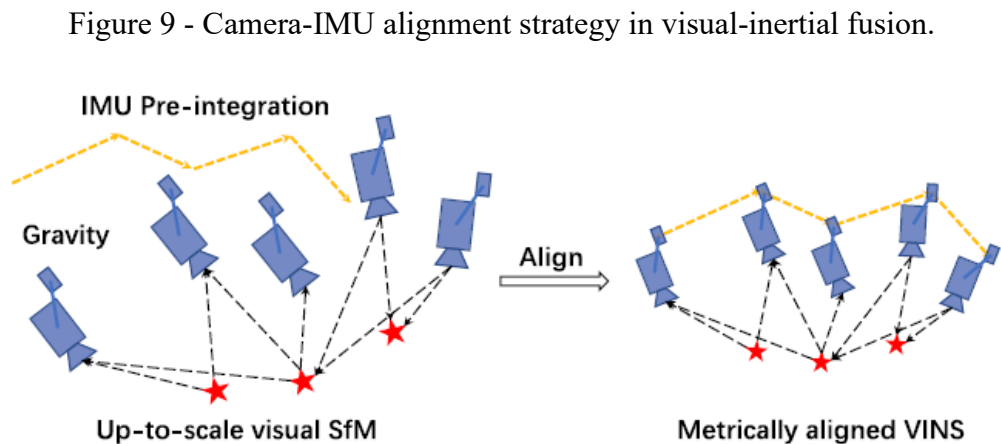 Figure 9 - Camera-IMU alignment strategy in visual-inertial fusion.
IMU Pre-integration
Gravity
Align
Up-to-scale visual SfM
Metrically aligned VINS